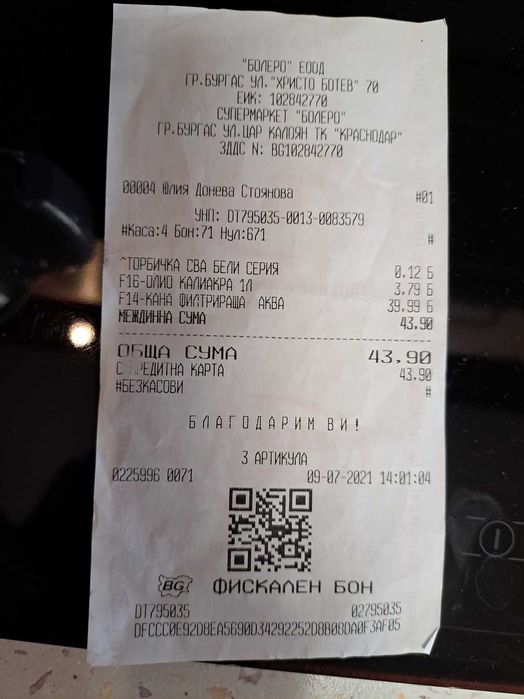 "БОЛЕРО" ЕООД
ГР.БУРГАС УЛ."ХРИСТО БОТЕВ" 70
ЕИК: 102842770
СУПЕРМАРКЕТ "БОЛЕРО"
ГР.БУРГАС УЛ.ЦАР КАЛОЯН ТК "КРАСНОДАР"
ЗДДС N: BG102842770
00004 Юлия Донева Стоянова #01
УНП: DT795035-0013-0083579
#Каса:4 Бон:71 Нул:671 #
^ТОРБИЧКА СВА БЕЛИ СЕРИЯ 0.12 Б
F16-ОЛИО КАЛИАКРА 1Л 3.79 Б
F14-КАНА ФИЛТРИРАЩА АКВА 39.99 Б
МЕЖДИННА СУМА 43.90
ОБЩА СУМА 43.90
С КРЕДИТНА КАРТА 43.90
#БЕЗКАСОВИ #
БЛАГОДАРИМ ВИ!
3 АРТИКУЛА
0225996 0071 09-07-2021 14:01:04
BG ФИСКАЛЕН БОН
DT795035 02795035
DFCCC0E92D8EA5690D34292252D8B08DA0F3AF05